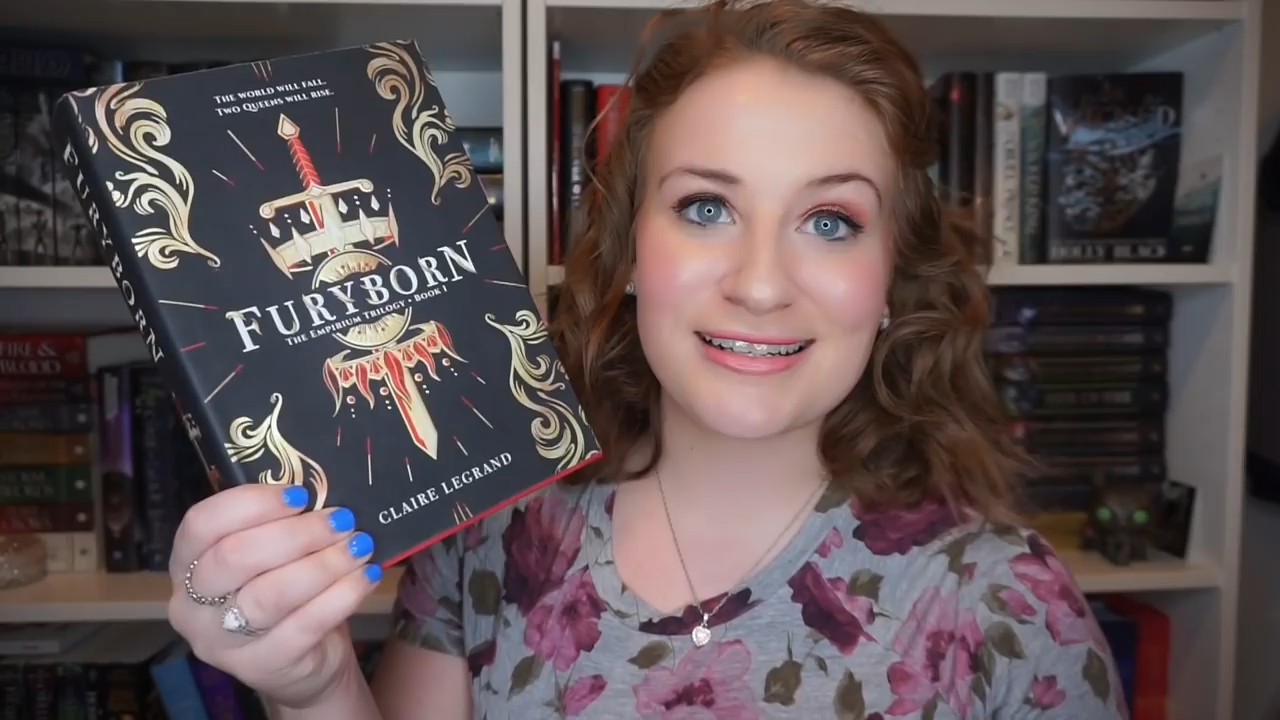 THE WORLD WILL FALL.
TWO QUEENS WILL RISE.
FURYBORN
THE EMPIRIUM TRILOGY • BOOK 1
CLAIRE LEGRAND
FURYBORN
FIRE &
BLOOD
HOLLY BLACK